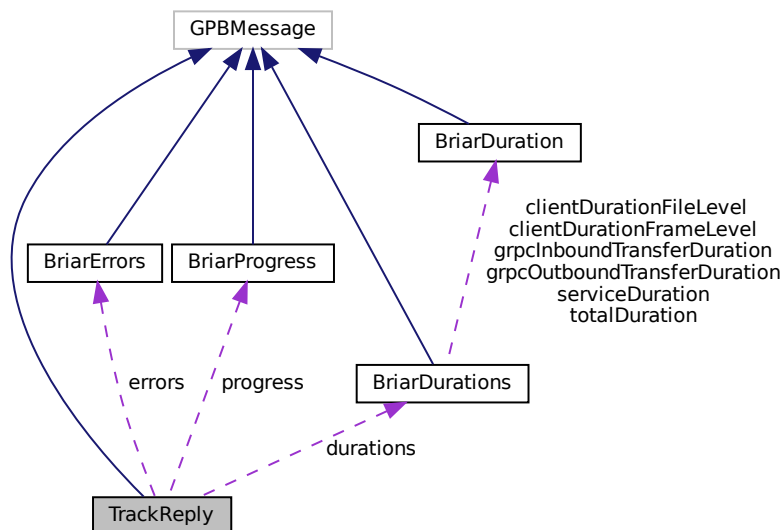 GPBMessage
BriarDuration
clientDurationFileLevel
clientDurationFrameLevel
grpcInboundTransferDuration
grpcOutboundTransferDuration
serviceDuration
totalDuration
BriarErrors
BriarProgress
BriarDurations
errors
progress
durations
TrackReply